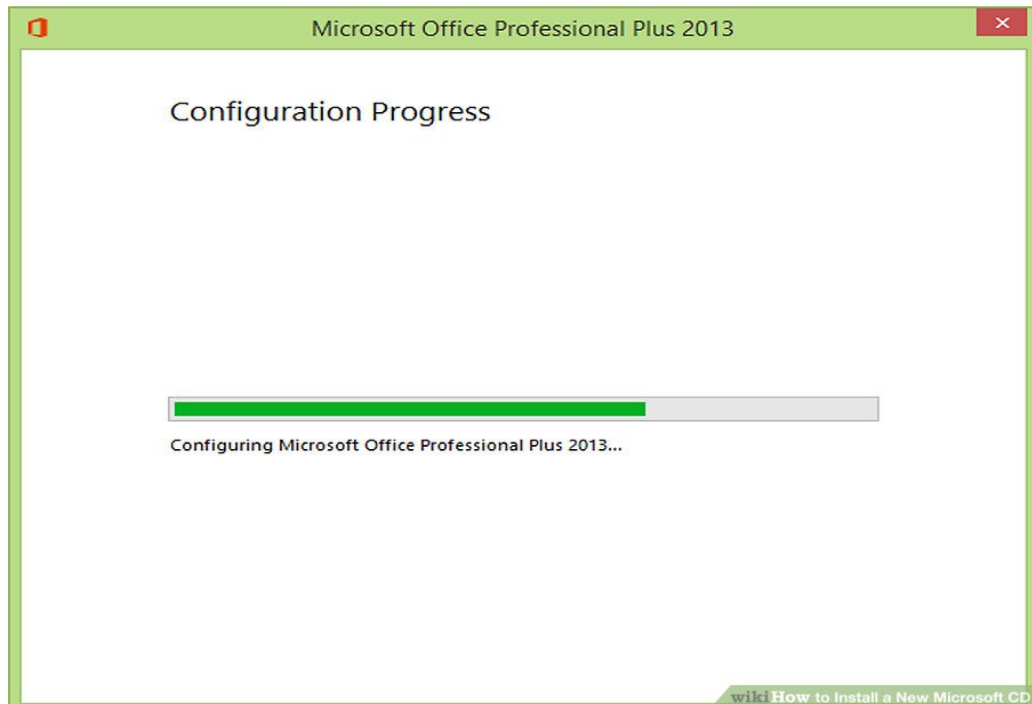 Microsoft Office Professional Plus 2013
Configuration Progress
Configuring Microsoft Office Professional Plus 2013...
wikiHow to Install a New Microsoft CD